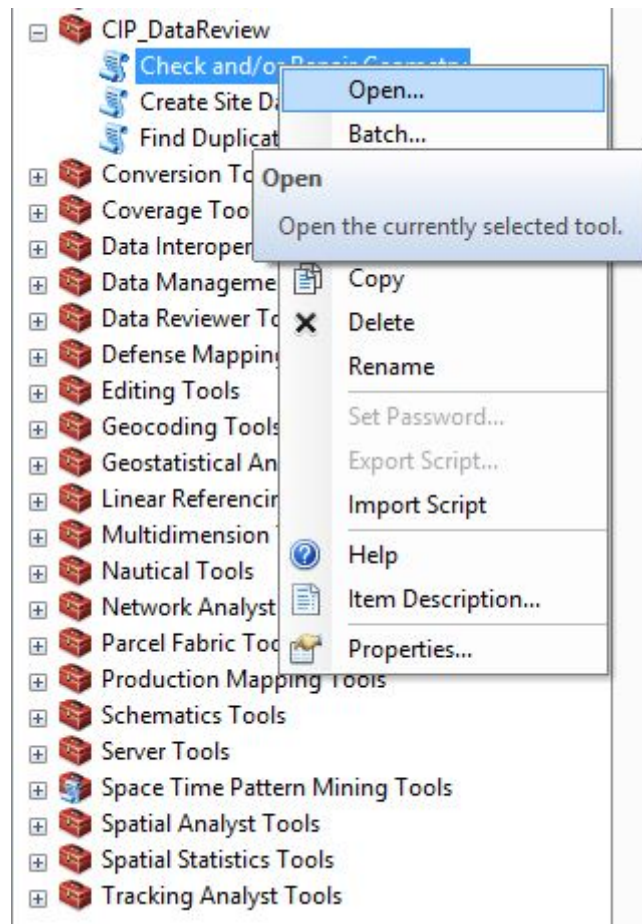 CIP_DataReview
Check and/or Repair Geometry
Open...
Create Site Da
Batch...
Find Duplicat
Open
Open the currently selected tool.
Conversion To
Coverage Too
Data Interoper
Data Manageme
Copy
Data Reviewer To
Delete
Defense Mapping
Rename
Editing Tools
Geocoding Tools
Set Password...
Geostatistical An
Export Script...
Linear Referencin
Import Script
Multidimension
Nautical Tools
Help
Network Analyst
Item Description...
Parcel Fabric Too
Properties...
Production Mapping Tools
Schematics Tools
Server Tools
Space Time Pattern Mining Tools
Spatial Analyst Tools
Spatial Statistics Tools
Tracking Analyst Tools